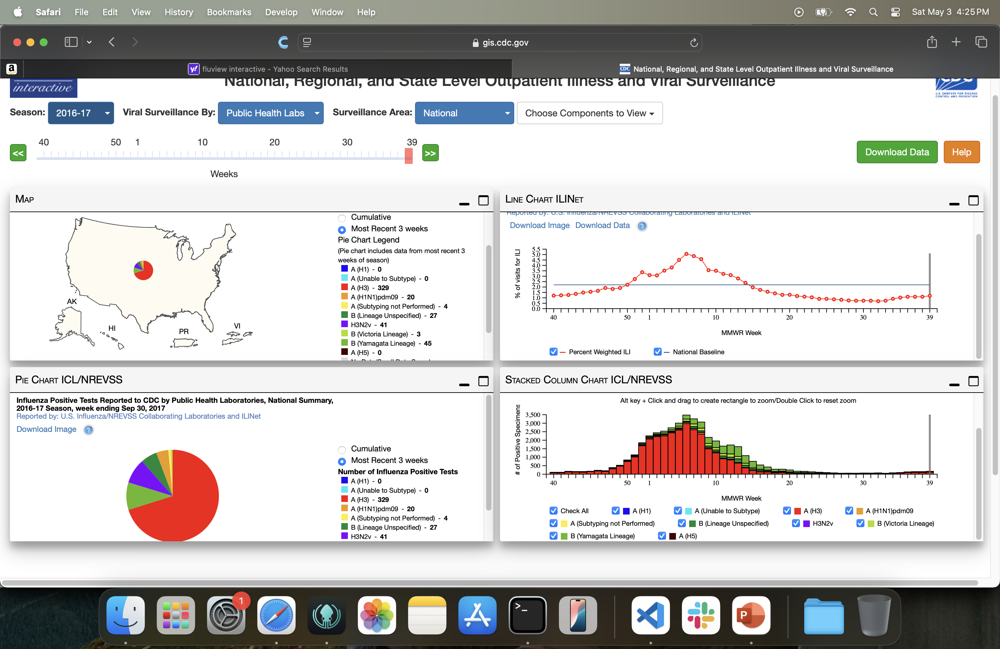 Safari File Edit View History Bookmarks Develop Window Help Sat May 3 4:25 PM
gis.cdc.gov
a y! fluview interactive – Yahoo Search Results CDC National, Regional, and State Level Outpatient Illness and Viral Surveillance
interactive National, Regional, and State Level Outpatient Illness and Viral Surveillance CDC
U.S. CENTERS FOR DISEASE
CONTROL AND PREVENTION
Season: 2016-17 Viral Surveillance By: Public Health Labs Surveillance Area: National Choose Components to View
40 50 1 10 20 30 39
<< >> Download Data Help
Weeks
Map
Cumulative
Most Recent 3 weeks
Pie Chart Legend
(Pie chart includes data from most recent 3
weeks of season)
A (H1) - 0
A (Unable to Subtype) - 0
A (H3) - 329
A (H1N1)pdm09 - 20
A (Subtyping not Performed) - 4
B (Lineage Unspecified) - 27
H3N2v - 41
B (Victoria Lineage) - 3
B (Yamagata Lineage) - 45
A (H5) - 0
AK
HI
PR
VI
Line Chart ILINet
Reported by: U.S. Influenza/NREVSS Collaborating Laboratories and ILINet
Download Image Download Data ?
% of visits for ILI
5.5
5.0
4.5
4.0
3.5
3.0
2.5
2.0
1.5
1.0
0.5
0.0
40 50 1 10 20 30 39
MMWR Week
Percent Weighted ILI National Baseline
Pie Chart ICL/NREVSS
Influenza Positive Tests Reported to CDC by Public Health Laboratories, National Summary,
2016-17 Season, week ending Sep 30, 2017
Reported by: U.S. Influenza/NREVSS Collaborating Laboratories and ILINet
Download Image ?
Cumulative
Most Recent 3 weeks
Number of Influenza Positive Tests
A (H1) - 0
A (Unable to Subtype) - 0
A (H3) - 329
A (H1N1)pdm09 - 20
A (Subtyping not Performed) - 4
B (Lineage Unspecified) - 27
H3N2v - 41
Stacked Column Chart ICL/NREVSS
Alt key + Click and drag to create rectangle to zoom/Double Click to reset zoom
# of Positive Specimens
3,500
3,000
2,500
2,000
1,500
1,000
500
0
40 50 1 10 20 30 39
MMWR Week
Check All A (H1) A (Unable to Subtype) A (H3) A (H1N1)pdm09
A (Subtyping not Performed) B (Lineage Unspecified) H3N2v B (Victoria Lineage)
B (Yamagata Lineage) A (H5)
1
>_
P